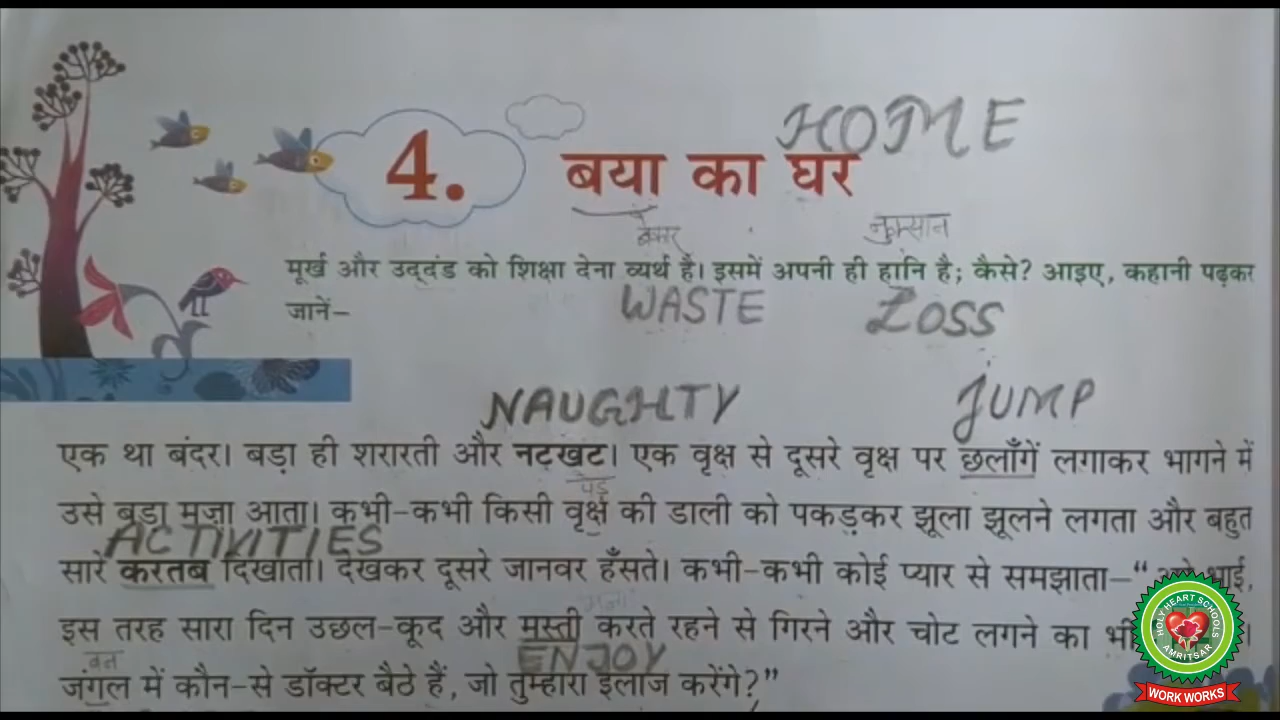 HOME
4. बया का घर
बेकार नुकसान
मूर्ख और उद्दंड को शिक्षा देना व्यर्थ है। इसमें अपनी ही हानि है; कैसे? आइए, कहानी पढ़कर
WASTE LOSS
जानें–
NAUGHTY JUMP
एक था बंदर। बड़ा ही शरारती और नटखट। एक वृक्ष से दूसरे वृक्ष पर छलाँगें लगाकर भागने में
पेड़
उसे बड़ा मज़ा आता। कभी-कभी किसी वृक्ष की डाली को पकड़कर झूला झूलने लगता और बहुत
ACTIVITIES
सारे करतब दिखाता। देखकर दूसरे जानवर हँसते। कभी-कभी कोई प्यार से समझाता–“ भाई,
इस तरह सारा दिन उछल-कूद और मस्ती करते रहने से गिरने और चोट लगने का
वन ENJOY
जंगल में कौन-से डॉक्टर बैठे हैं, जो तुम्हारा इलाज करेंगे?”
HOLY HEART SCHOOLS
AMRITSAR
WORK WORKS